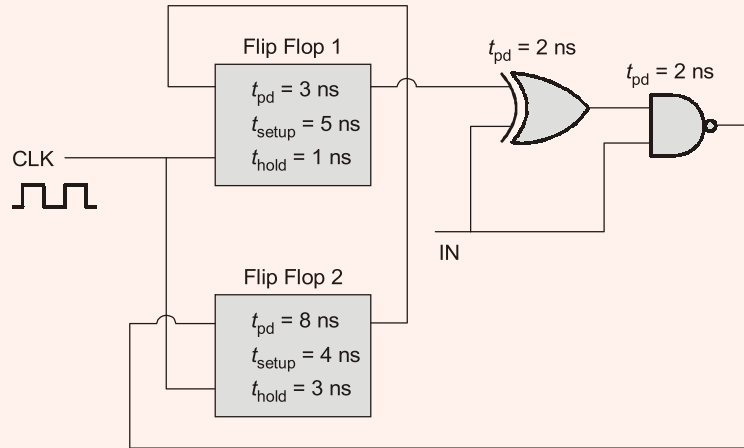 Flip Flop 1
t_pd = 3 ns
t_setup = 5 ns
t_hold = 1 ns
t_pd = 2 ns
t_pd = 2 ns
CLK
IN
Flip Flop 2
t_pd = 8 ns
t_setup = 4 ns
t_hold = 3 ns